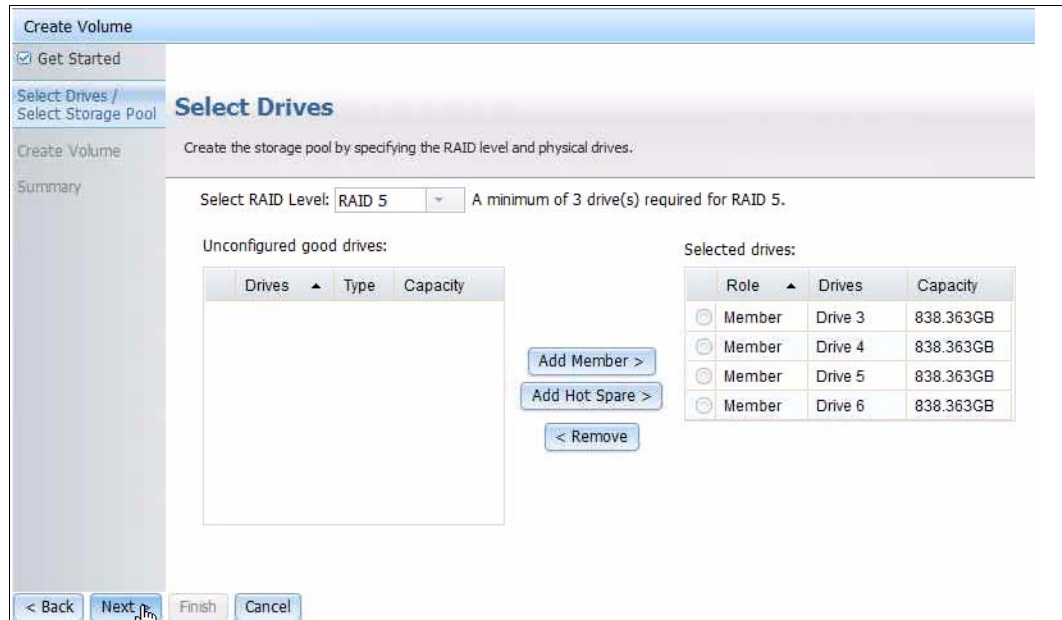 Create Volume
Get Started
Select Drives /
Select Storage Pool
Create Volume
Summary
Select Drives
Create the storage pool by specifying the RAID level and physical drives.
Select RAID Level: RAID 5 A minimum of 3 drive(s) required for RAID 5.
Unconfigured good drives:
Drives Type Capacity
Add Member >
Add Hot Spare >
< Remove
Selected drives:
Role Drives Capacity
Member Drive 3 838.363GB
Member Drive 4 838.363GB
Member Drive 5 838.363GB
Member Drive 6 838.363GB
< Back Next > Finish Cancel